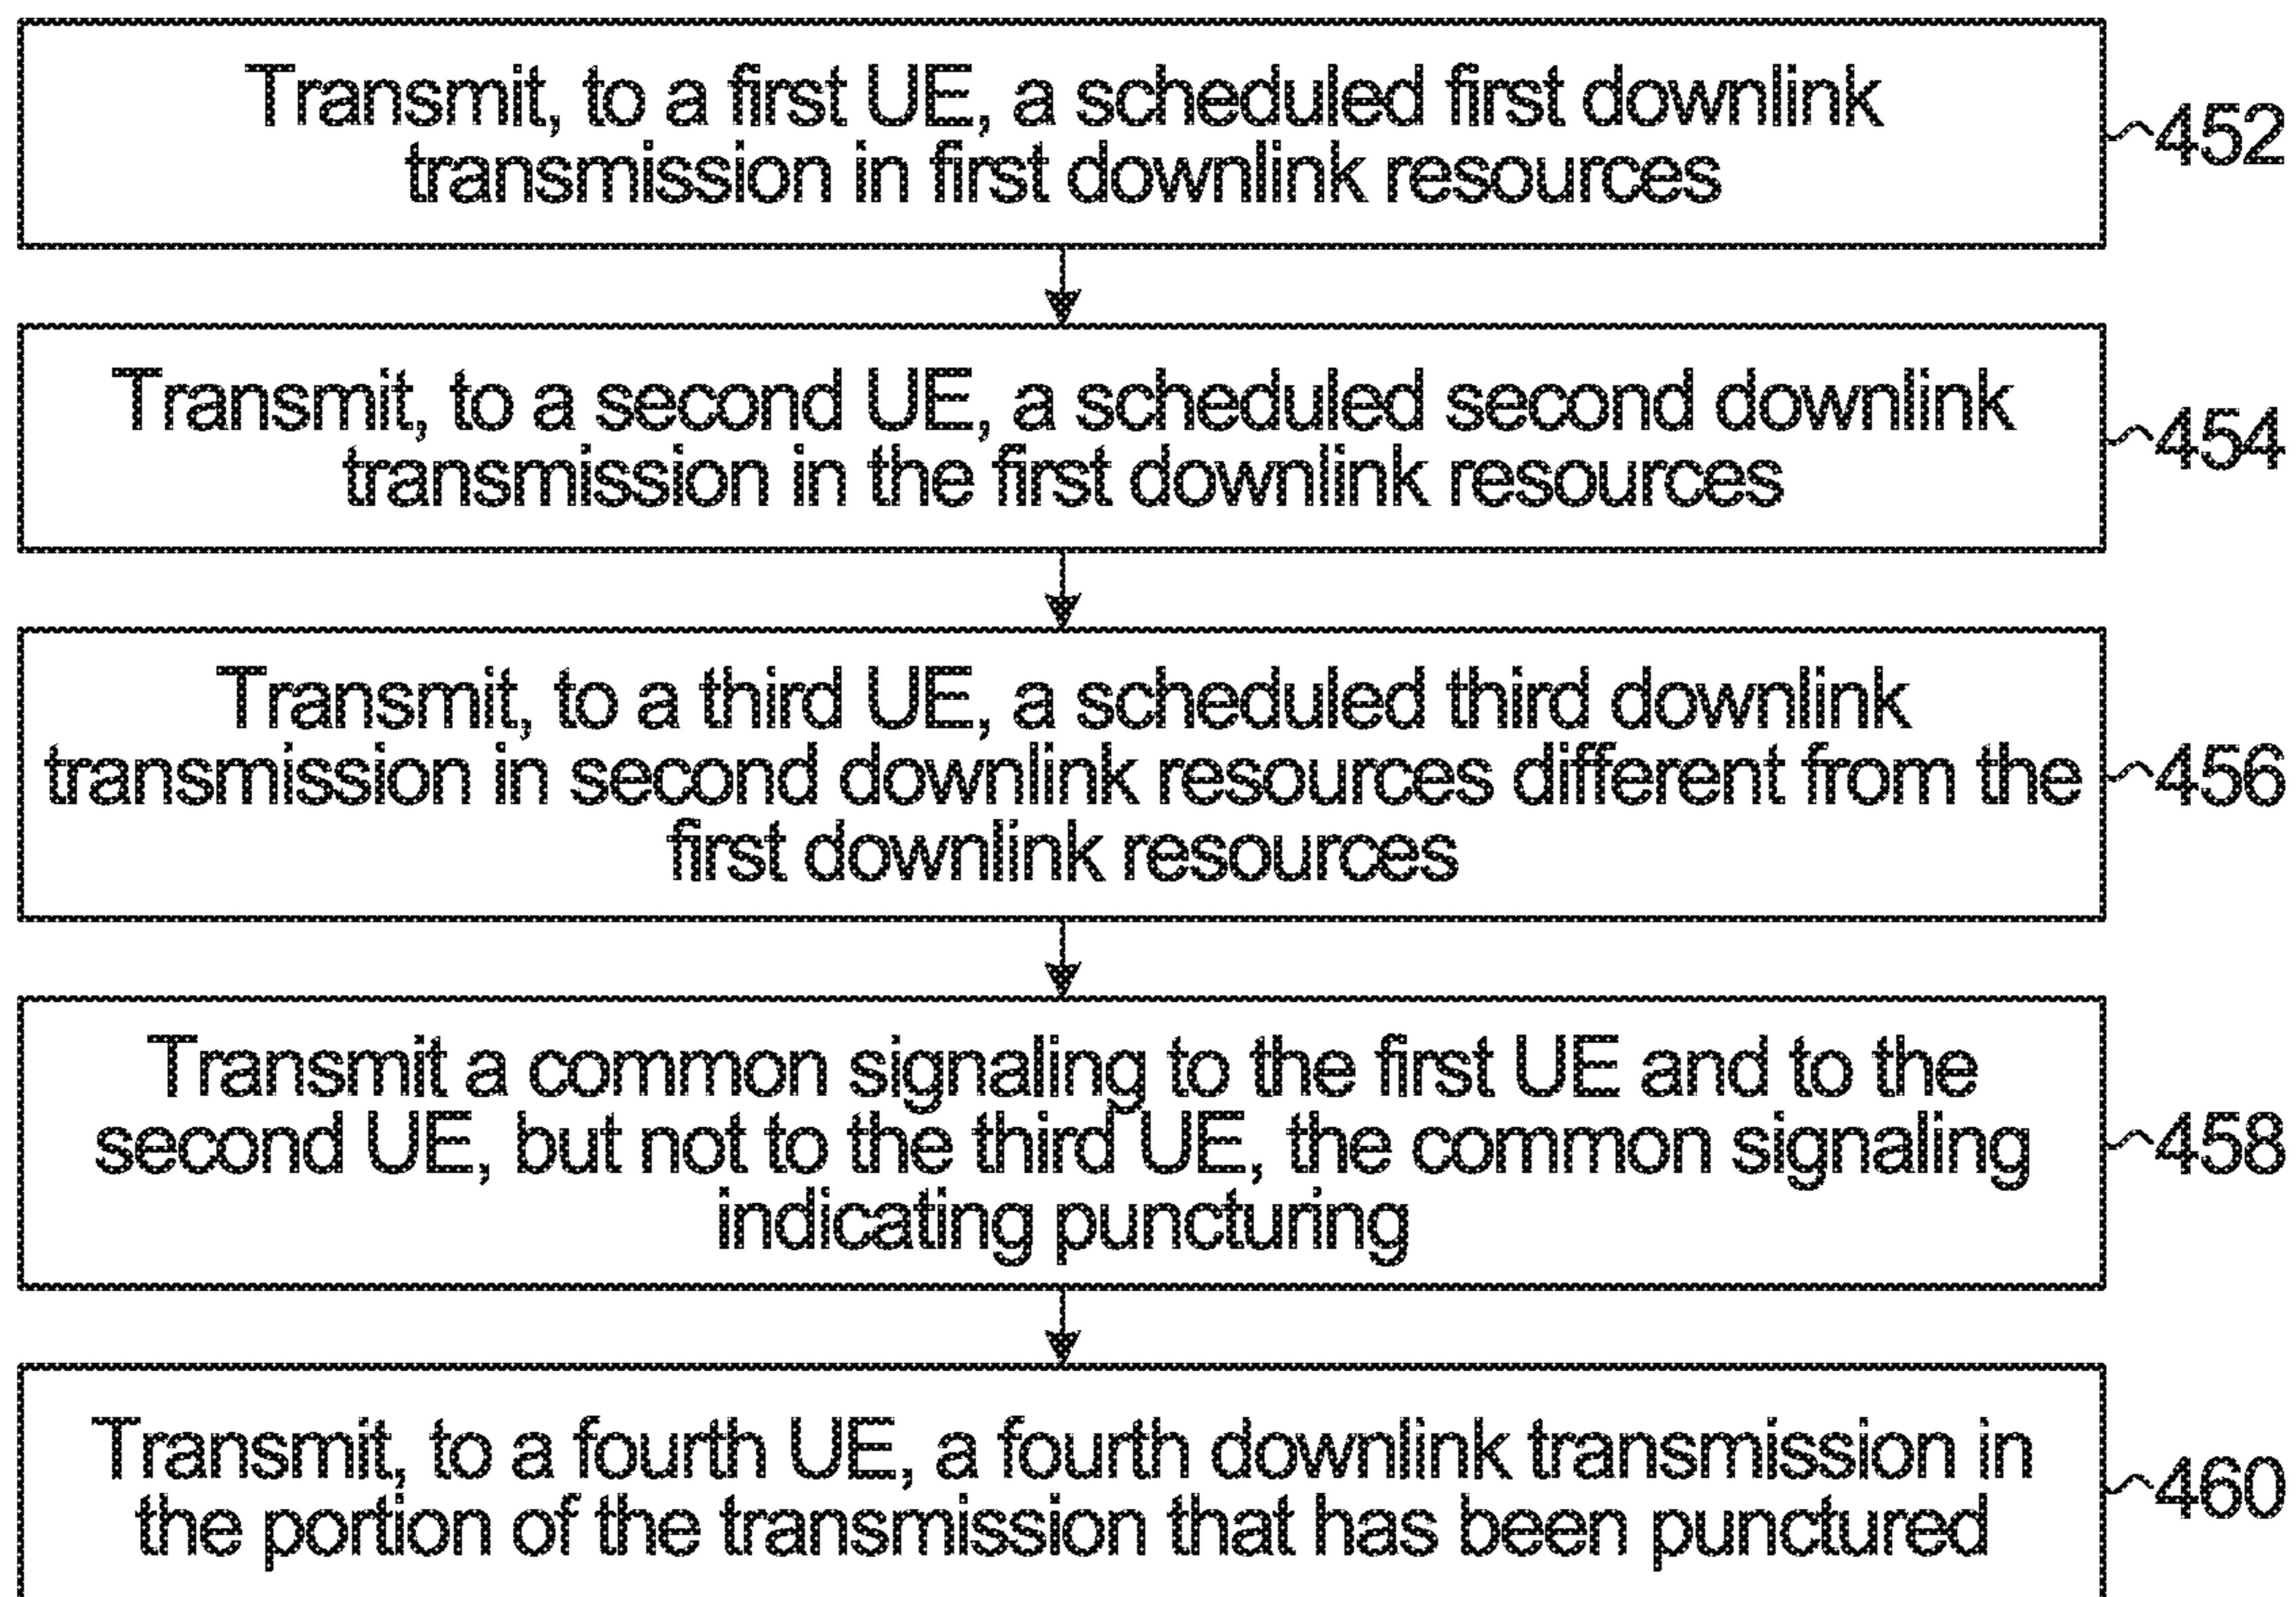 Transmit, to a first UE, a scheduled first downlink
transmission in first downlink resources
452
Transmit, to a second UE, a scheduled second downlink
transmission in the first downlink resources
454
Transmit, to a third UE, a scheduled third downlink
transmission in second downlink resources different from the
first downlink resources
456
Transmit a common signaling to the first UE and to the
second UE, but not to the third UE, the common signaling
indicating puncturing
458
Transmit, to a fourth UE, a fourth downlink transmission in
the portion of the transmission that has been punctured
460